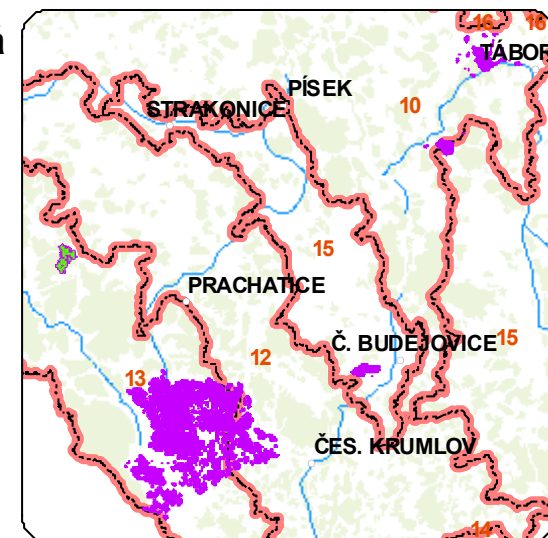 16 16
á TÁBOR
PÍSEK
STRAKONICE 10
15
PRACHATICE
Č. BUDĚJOVICE 15
12
13
ČES. KRUMLOV
14